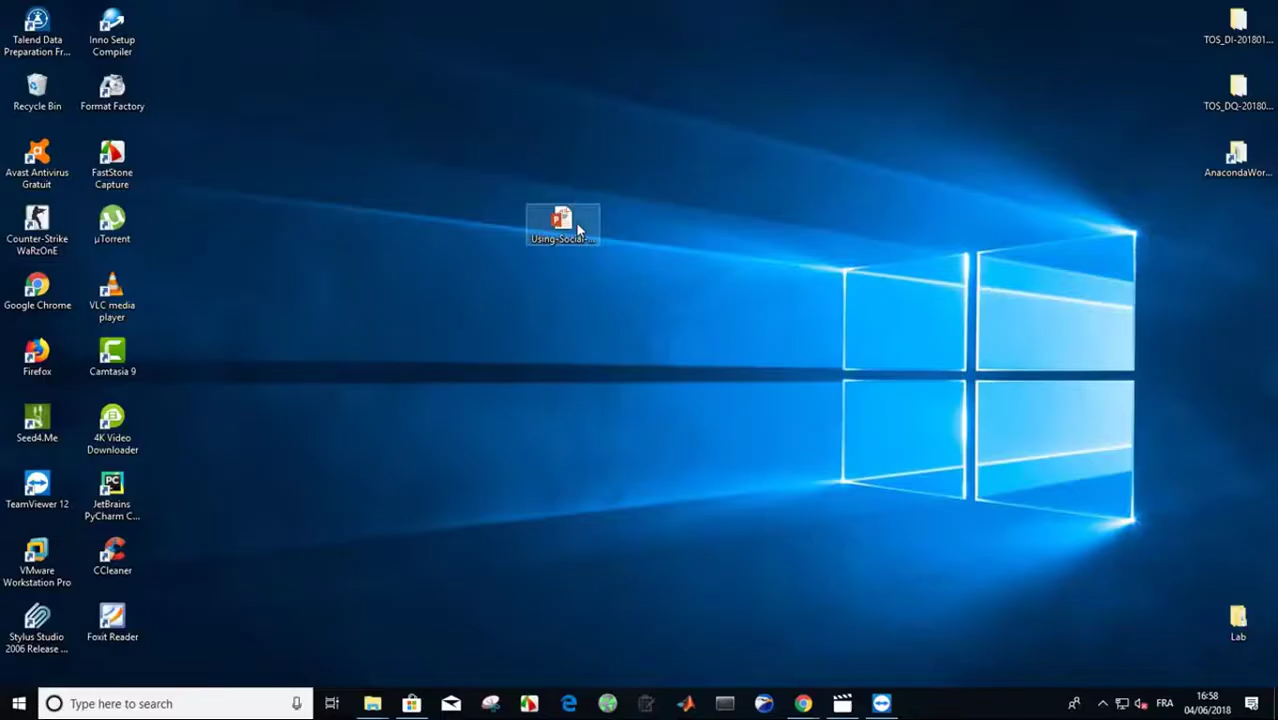 Talend Data
Preparation Fr...
Inno Setup
Compiler
Recycle Bin
Format Factory
Avast Antivirus
Gratuit
FastStone
Capture
Counter-Strike
WaRzOnE
µTorrent
Google Chrome
VLC media
player
Firefox
Camtasia 9
Seed4.Me
4K Video
Downloader
TeamViewer 12
JetBrains
PyCharm C...
VMware
Workstation Pro
CCleaner
Stylus Studio
2006 Release ...
Foxit Reader
Using-Social-...
TOS_DI-201801...
TOS_DQ-20180...
AnacondaWor...
Lab
Type here to search
FRA
16:58
04/06/2018